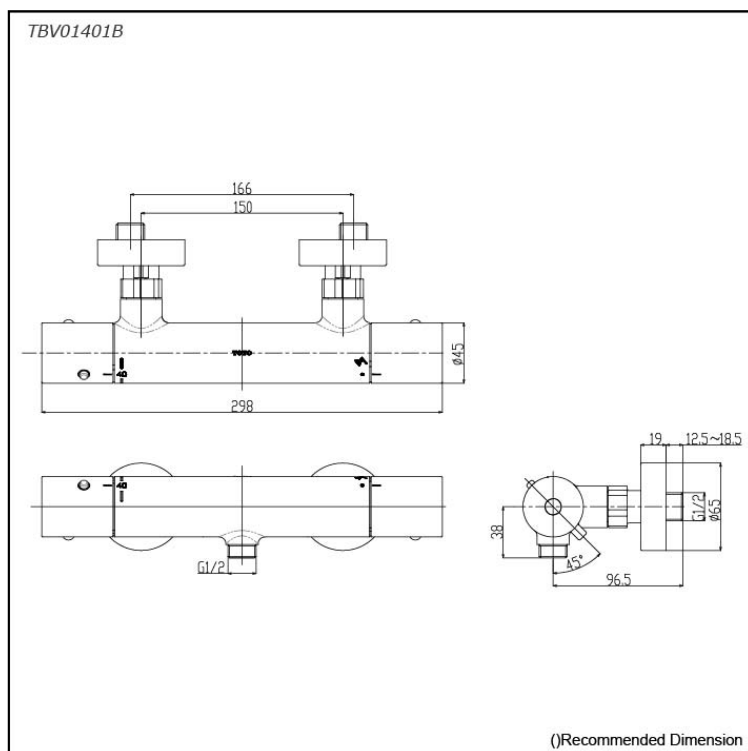 TBV01401B
166
150
TOTO
40
ø45
298
40
G1/2
19
12.5~18.5
G1/2
ø65
38
45°
96.5
()Recommended Dimension